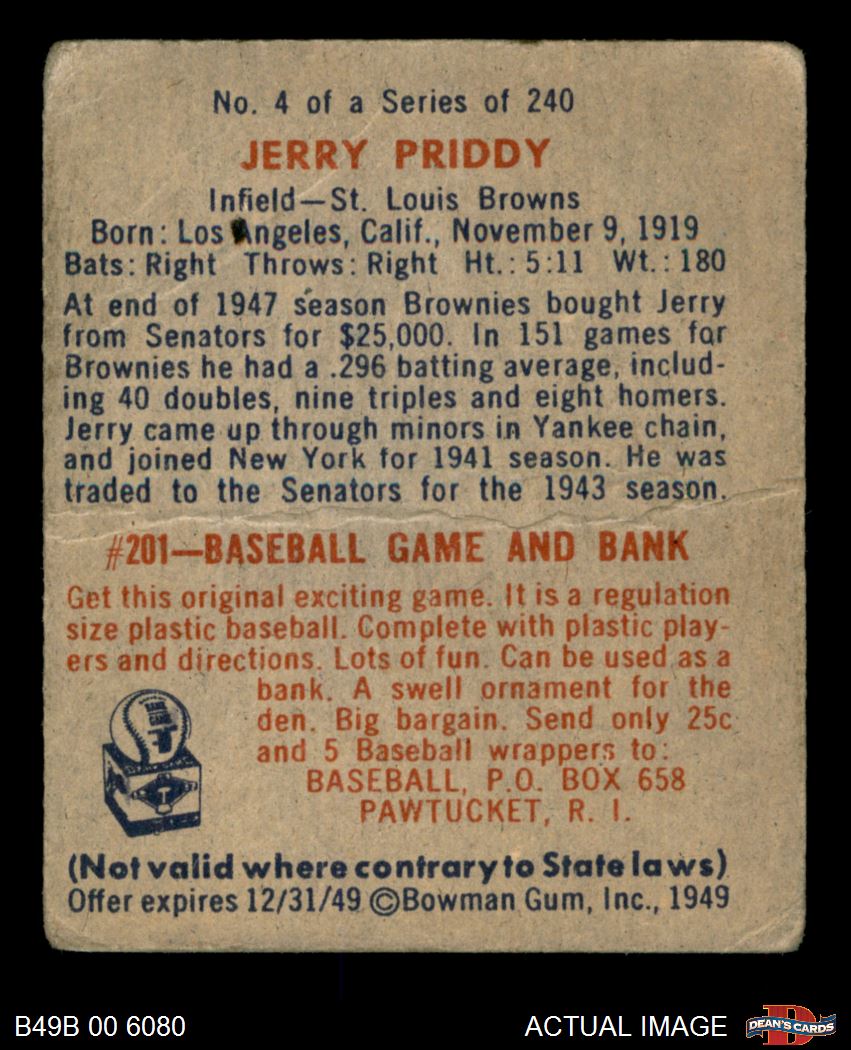 No. 4 of a Series of 240
JERRY PRIDDY
Infield—St. Louis Browns
Born: Los Angeles, Calif., November 9, 1919
Bats: Right Throws: Right Ht.: 5:11 Wt.: 180
At end of 1947 season Brownies bought Jerry
from Senators for $25,000. In 151 games for
Brownies he had a .296 batting average, includ-
ing 40 doubles, nine triples and eight homers.
Jerry came up through minors in Yankee chain,
and joined New York for 1941 season. He was
traded to the Senators for the 1943 season.
#201—BASEBALL GAME AND BANK
Get this original exciting game. It is a regulation
size plastic baseball. Complete with plastic play-
ers and directions. Lots of fun. Can be used as a
bank. A swell ornament for the
den. Big bargain. Send only 25c
and 5 Baseball wrappers to:
BASEBALL, P.O. BOX 658
PAWTUCKET, R. I.
(Not valid where contrary to State laws)
Offer expires 12/31/49 ©Bowman Gum, Inc., 1949
B49B 00 6080
ACTUAL IMAGE
DEAN'S CARDS